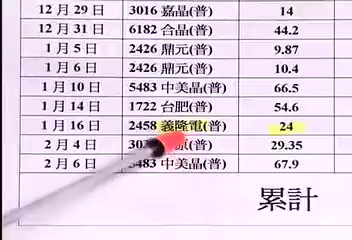 12月29日 3016 嘉晶(普) 14
12月31日 6182 合晶(普) 44.2
1月5日 2426 鼎元(普) 9.87
1月6日 2426 鼎元(普) 10.4
1月10日 5483 中美晶(普) 66.5
1月14日 1722 台肥(普) 54.6
1月16日 2458 義隆電(普) 24
2月4日 (普) 29.35
2月6日 5483 中美晶(普) 67.9
累計